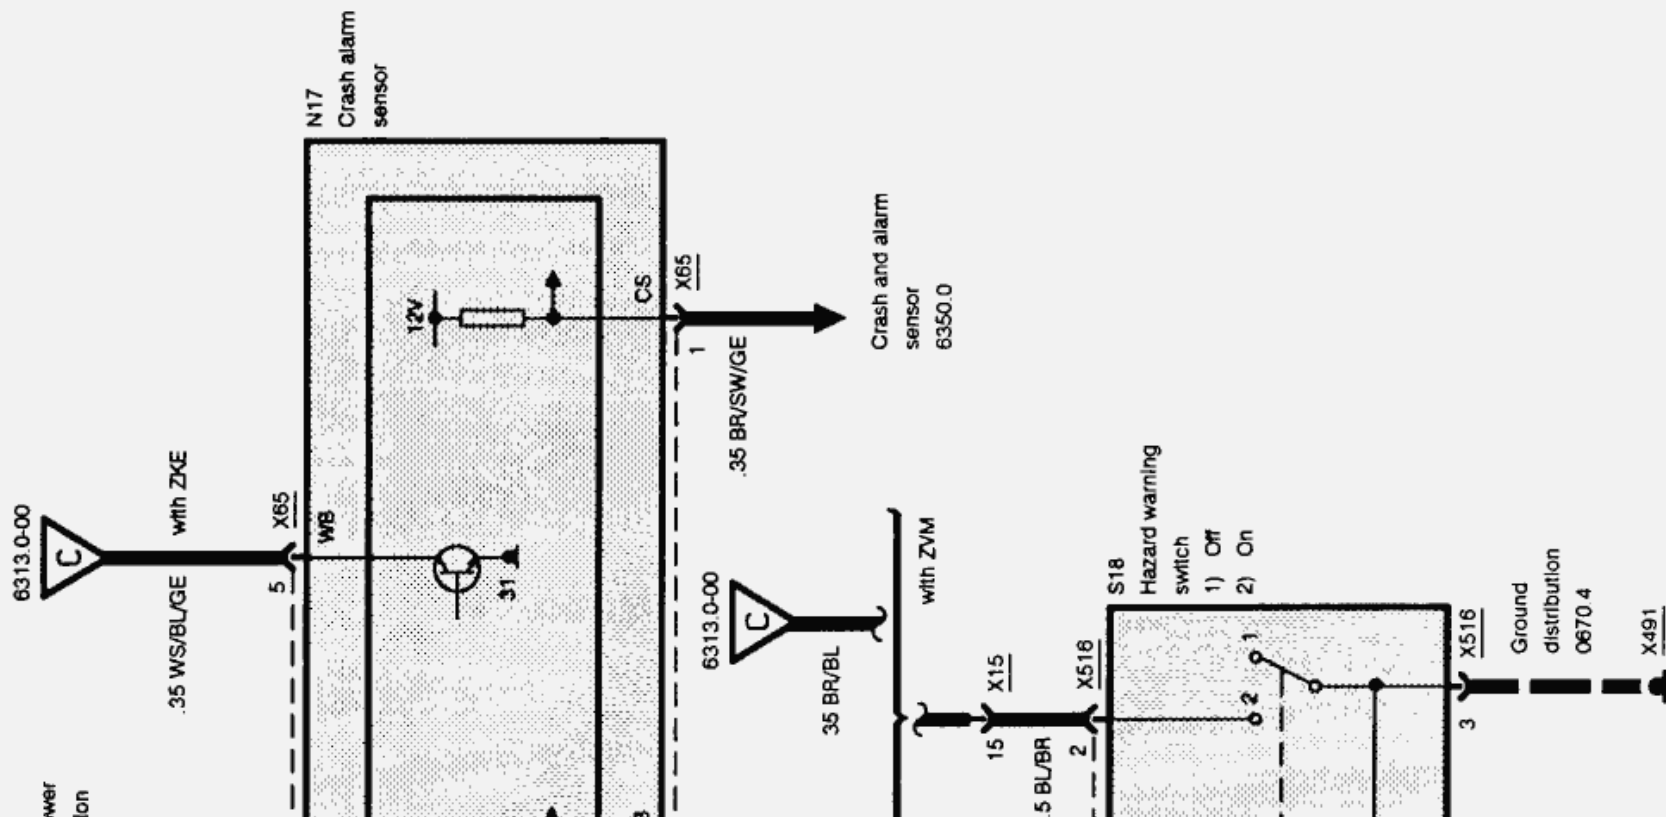 N17
Crash alarm
sensor
12V
CS
X65
1
.35 BR/SW/GE
Crash and alarm
sensor
6350.0
6313.0-00
C
with ZKE
.35 WS/BL/GE
X65
5
WB
31
6313.0-00
C
35 BR/BL
with ZVM
X15
15
X516
2
.5 BL/BR
S18
Hazard warning
switch
1) Off
2) On
1
2
X516
3
Ground
distribution
0670.4
X491